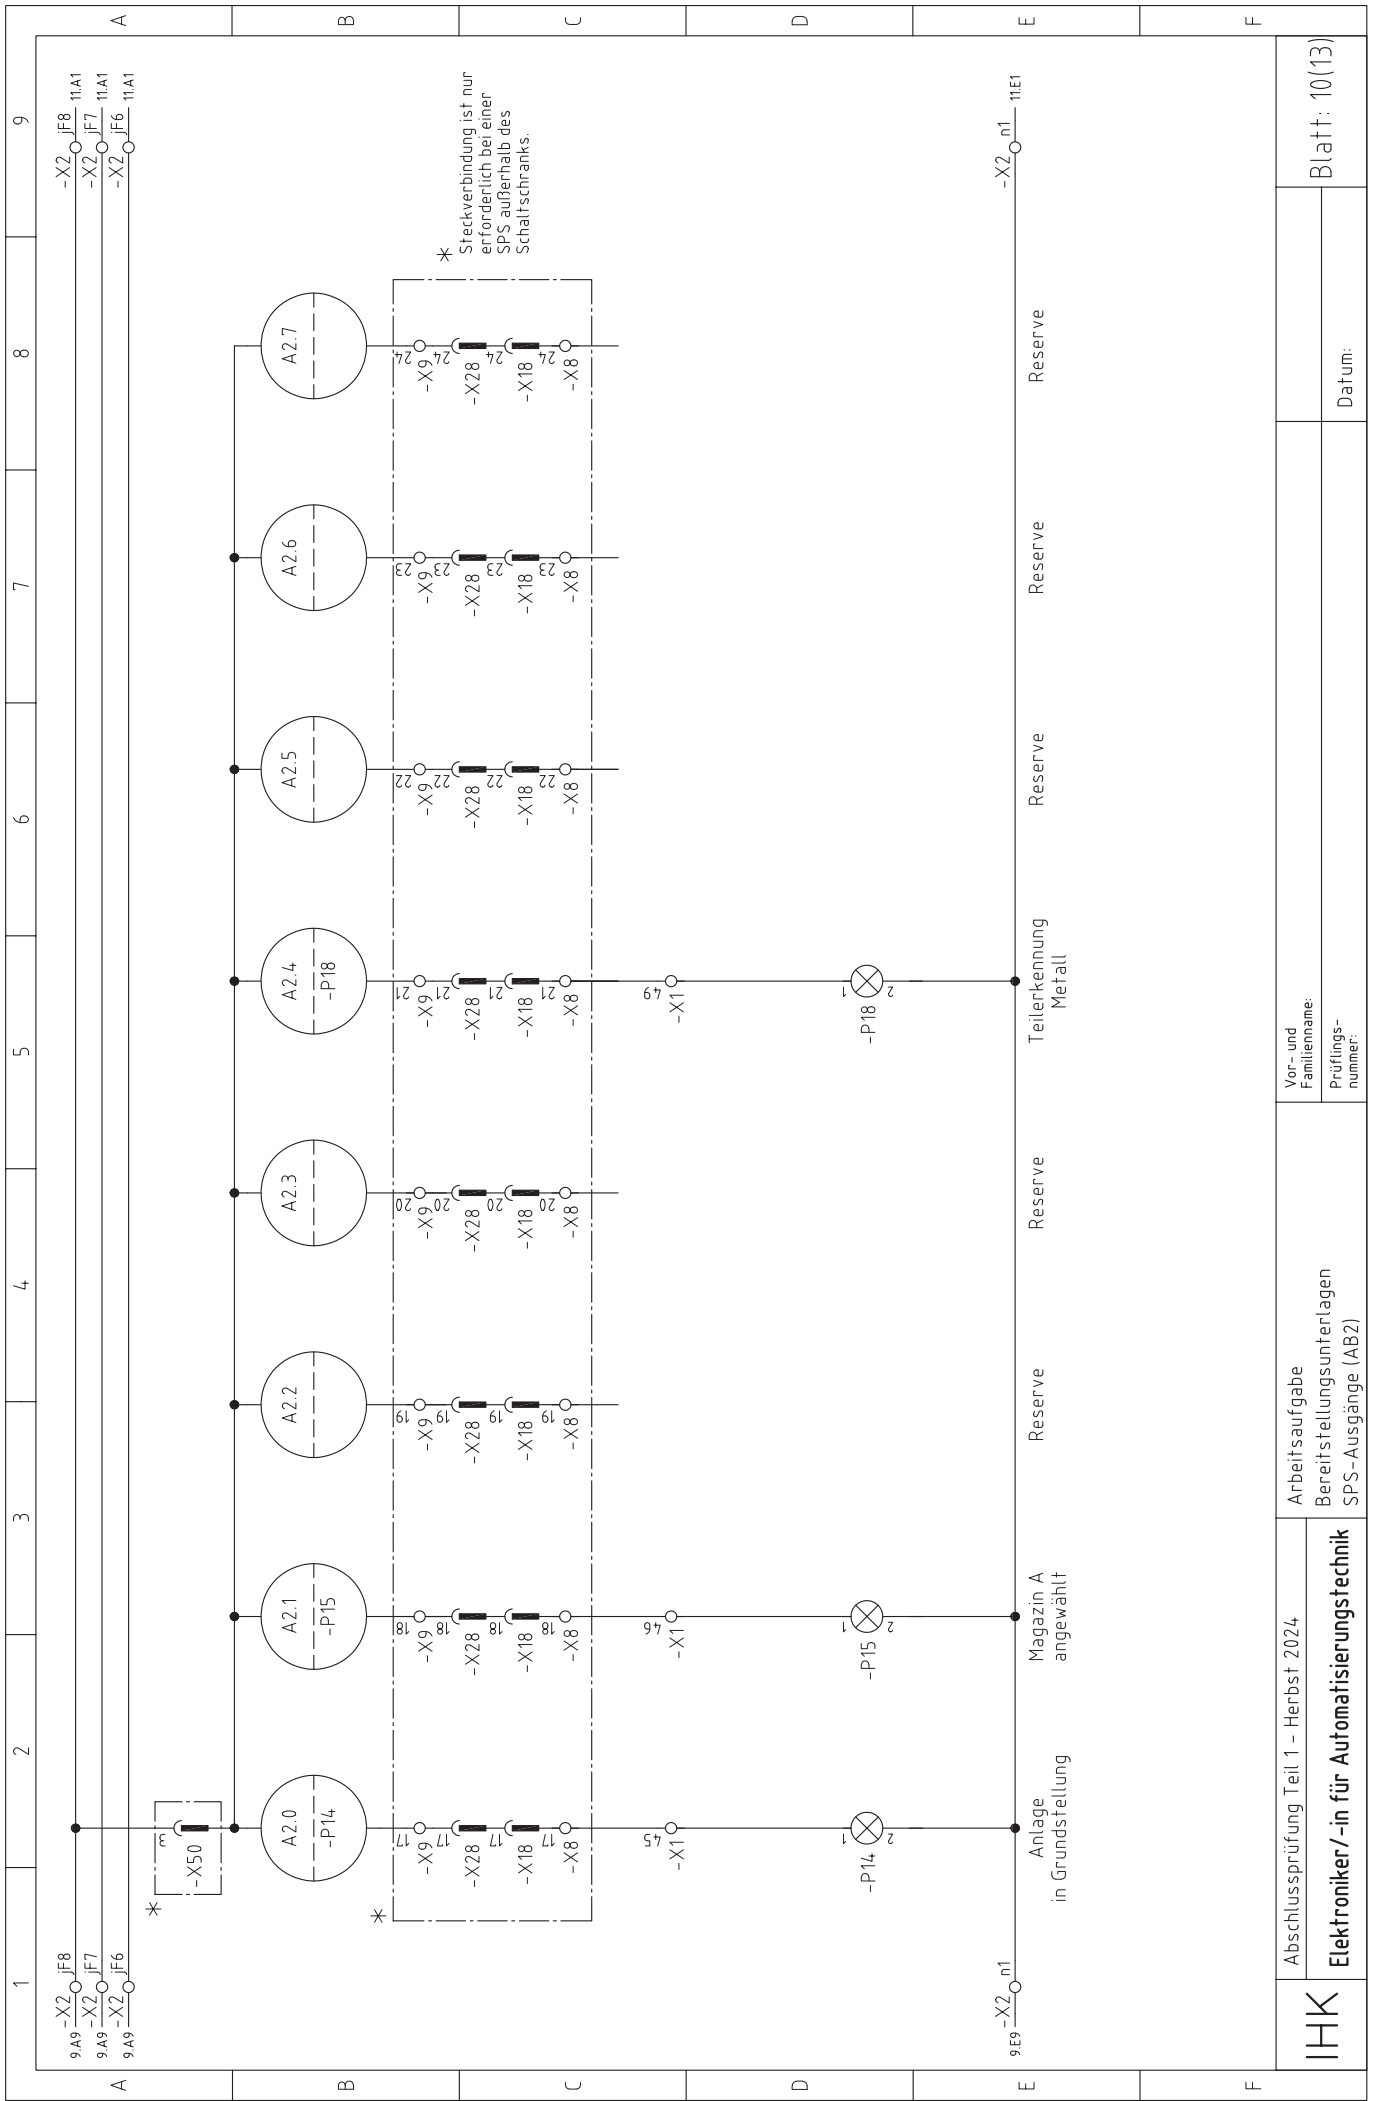 1 2 3 4 5 6 7 8 9
A
B
C
D
E
F
A
B
C
D
E
F
9.A9 -X2 jF8
9.A9 -X2 jF7
9.A9 -X2 jF6
-X2 jF8 11.A1
-X2 jF7 11.A1
-X2 jF6 11.A1
*
3
-X50
A2.0
-P14
A2.1
-P15
A2.2
A2.3
A2.4
-P18
A2.5
A2.6
A2.7
*
*
Steckverbindung ist nur
erforderlich bei einer
SPS außerhalb des
Schaltschranks.
17 18 19 20 21 22 23 24
-X9 -X9 -X9 -X9 -X9 -X9 -X9 -X9
17 18 19 20 21 22 23 24
-X28 -X28 -X28 -X28 -X28 -X28 -X28 -X28
17 18 19 20 21 22 23 24
-X18 -X18 -X18 -X18 -X18 -X18 -X18 -X18
17 18 19 20 21 22 23 24
-X8 -X8 -X8 -X8 -X8 -X8 -X8 -X8
45 46 49
-X1 -X1 -X1
1 1 1
-P14 -P15 -P18
2 2 2
9.E9 -X2 n1
-X2 n1 11.E1
Anlage
in Grundstellung
Magazin A
angewählt
Reserve
Reserve
Teilerkennung
Metall
Reserve
Reserve
Reserve
IHK
Abschlussprüfung Teil 1 - Herbst 2024
Elektroniker/-in für Automatisierungstechnik
Arbeitsaufgabe
Bereitstellungsunterlagen
SPS-Ausgänge (AB2)
Vor- und
Familienname:
Prüflings-
nummer:
Datum:
Blatt: 10(13)